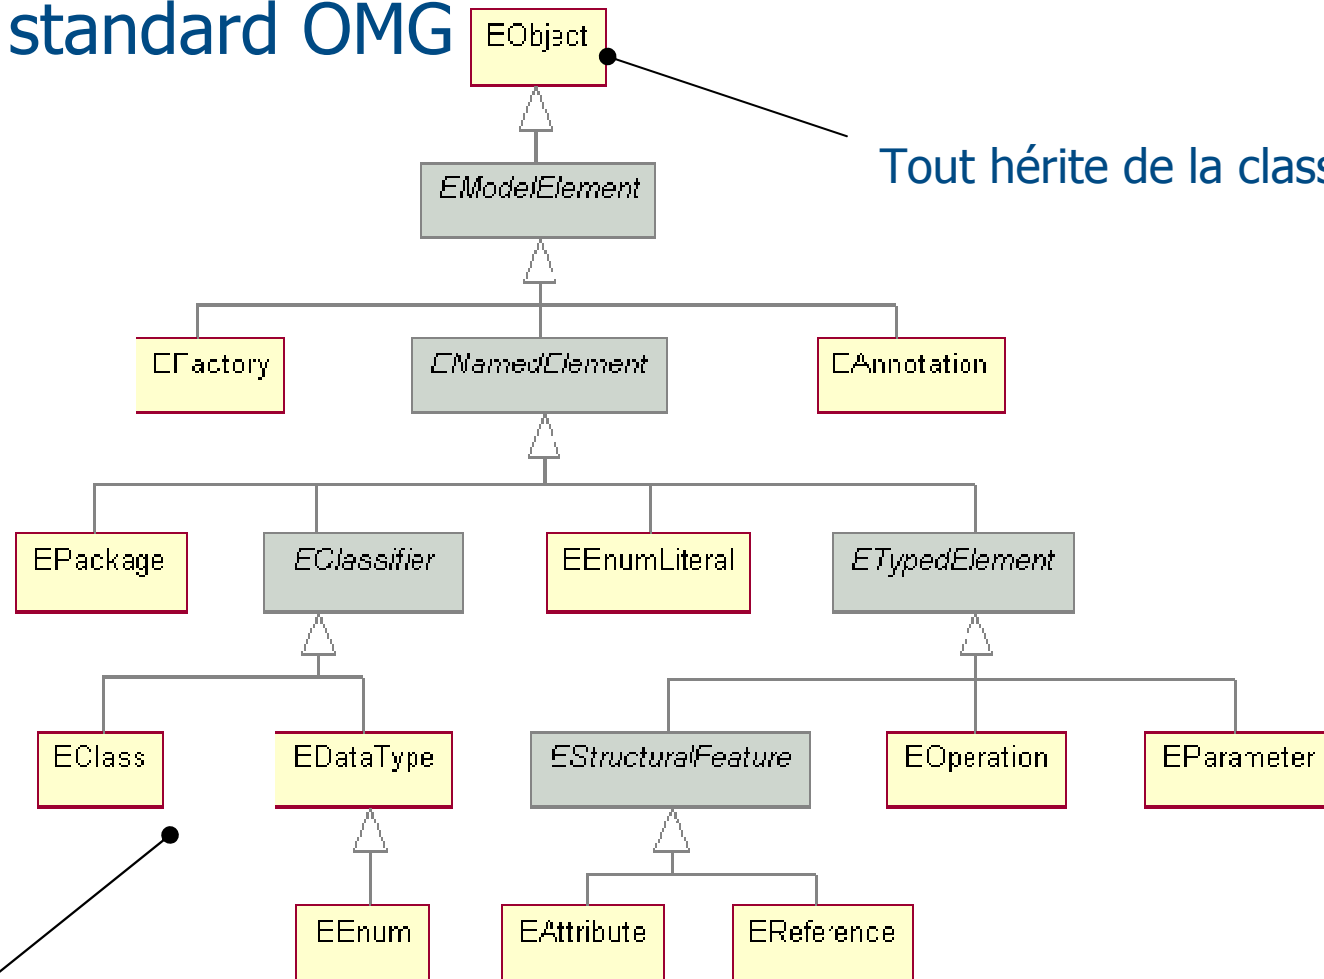 standard OMG
EObject
Tout hérite de la class
EModelElement
EFactory ENamedElement EAnnotation
EPackage EClassifier EEnumLiteral ETypedElement
EClass EDataType EStructuralFeature EOperation EParameter
EEnum EAttribute EReference